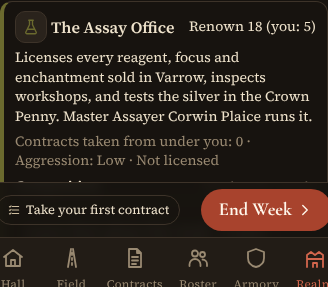 The Assay Office Renown 18 (you: 5)
Licenses every reagent, focus and
enchantment sold in Varrow, inspects
workshops, and tests the silver in the Crown
Penny. Master Assayer Corwin Plaice runs it.
Contracts taken from under you: 0 ·
Aggression: Low · Not licensed
Take your first contract End Week
Hall Field Contracts Roster Armory Realm